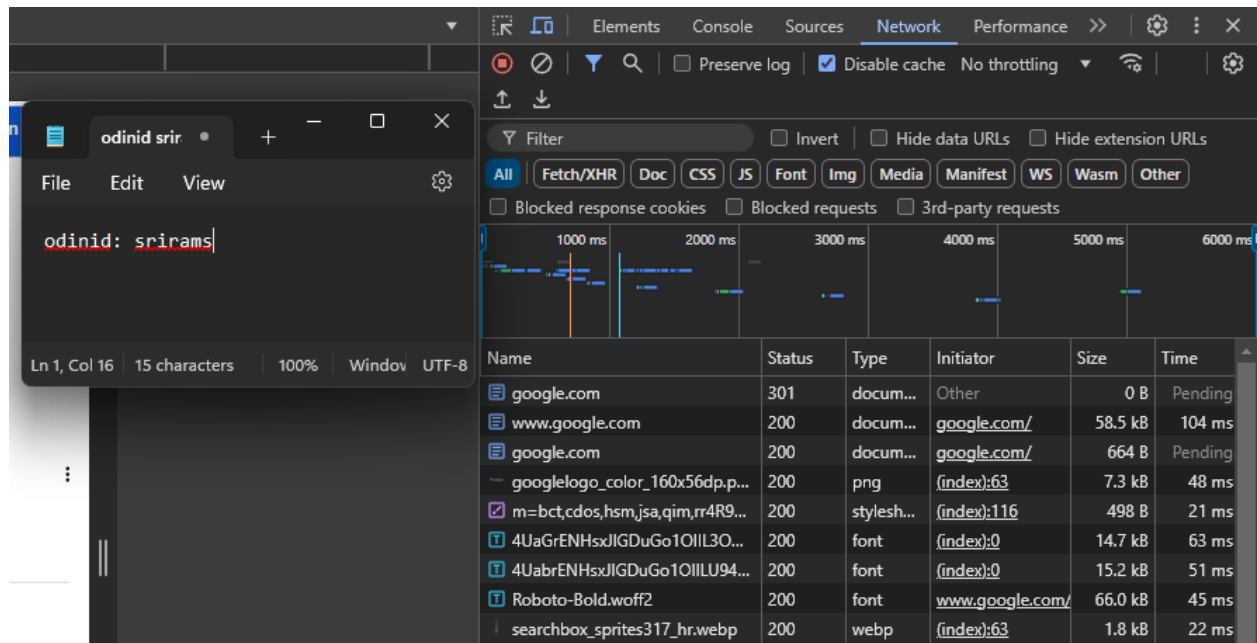 Elements Console Sources Network Performance
Preserve log Disable cache No throttling
n
odinid srir
File Edit View
odinid: srirams
Ln 1, Col 16 15 characters 100% Window UTF-8
Filter Invert Hide data URLs Hide extension URLs
All Fetch/XHR Doc CSS JS Font Img Media Manifest WS Wasm Other
Blocked response cookies Blocked requests 3rd-party requests
1000 ms 2000 ms 3000 ms 4000 ms 5000 ms 6000 ms
Name Status Type Initiator Size Time
google.com 301 docum... Other 0 B Pending
www.google.com 200 docum... google.com/ 58.5 kB 104 ms
google.com 200 docum... google.com/ 664 B Pending
googlelogo_color_160x56dp.p... 200 png (index):63 7.3 kB 48 ms
m=bct,cdos,hsm,jsa,qim,rr4R9... 200 stylesh... (index):116 498 B 21 ms
4UaGrENHsxJlGDuGo1OIlL3O... 200 font (index):0 14.7 kB 63 ms
4UabrENHsxJlGDuGo1OIlLU94... 200 font (index):0 15.2 kB 51 ms
Roboto-Bold.woff2 200 font www.google.com/ 66.0 kB 45 ms
searchbox_sprites317_hr.webp 200 webp (index):63 1.8 kB 22 ms